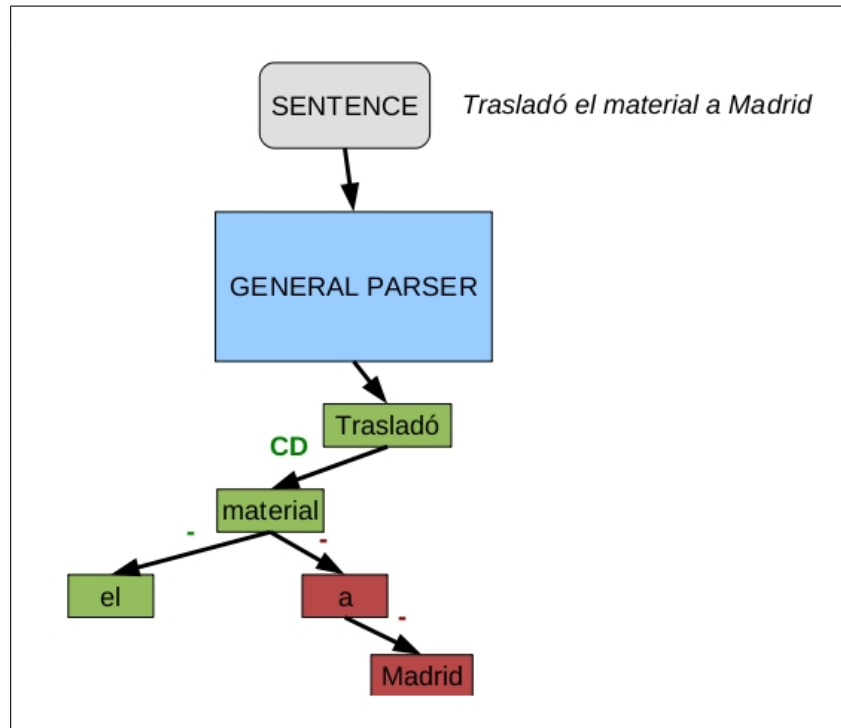 SENTENCE
Trasladó el material a Madrid
GENERAL PARSER
Trasladó
CD
material
-
-
el
a
-
Madrid